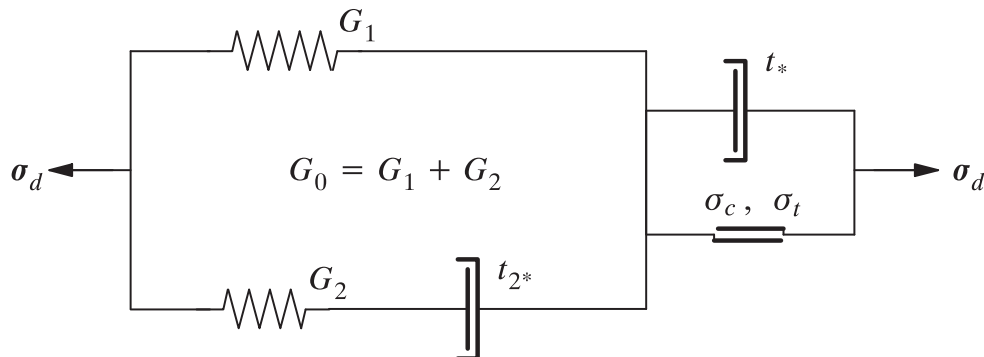 G₁
t*
σd
G₀ = G₁ + G₂
σd
σc , σt
G₂
t₂*